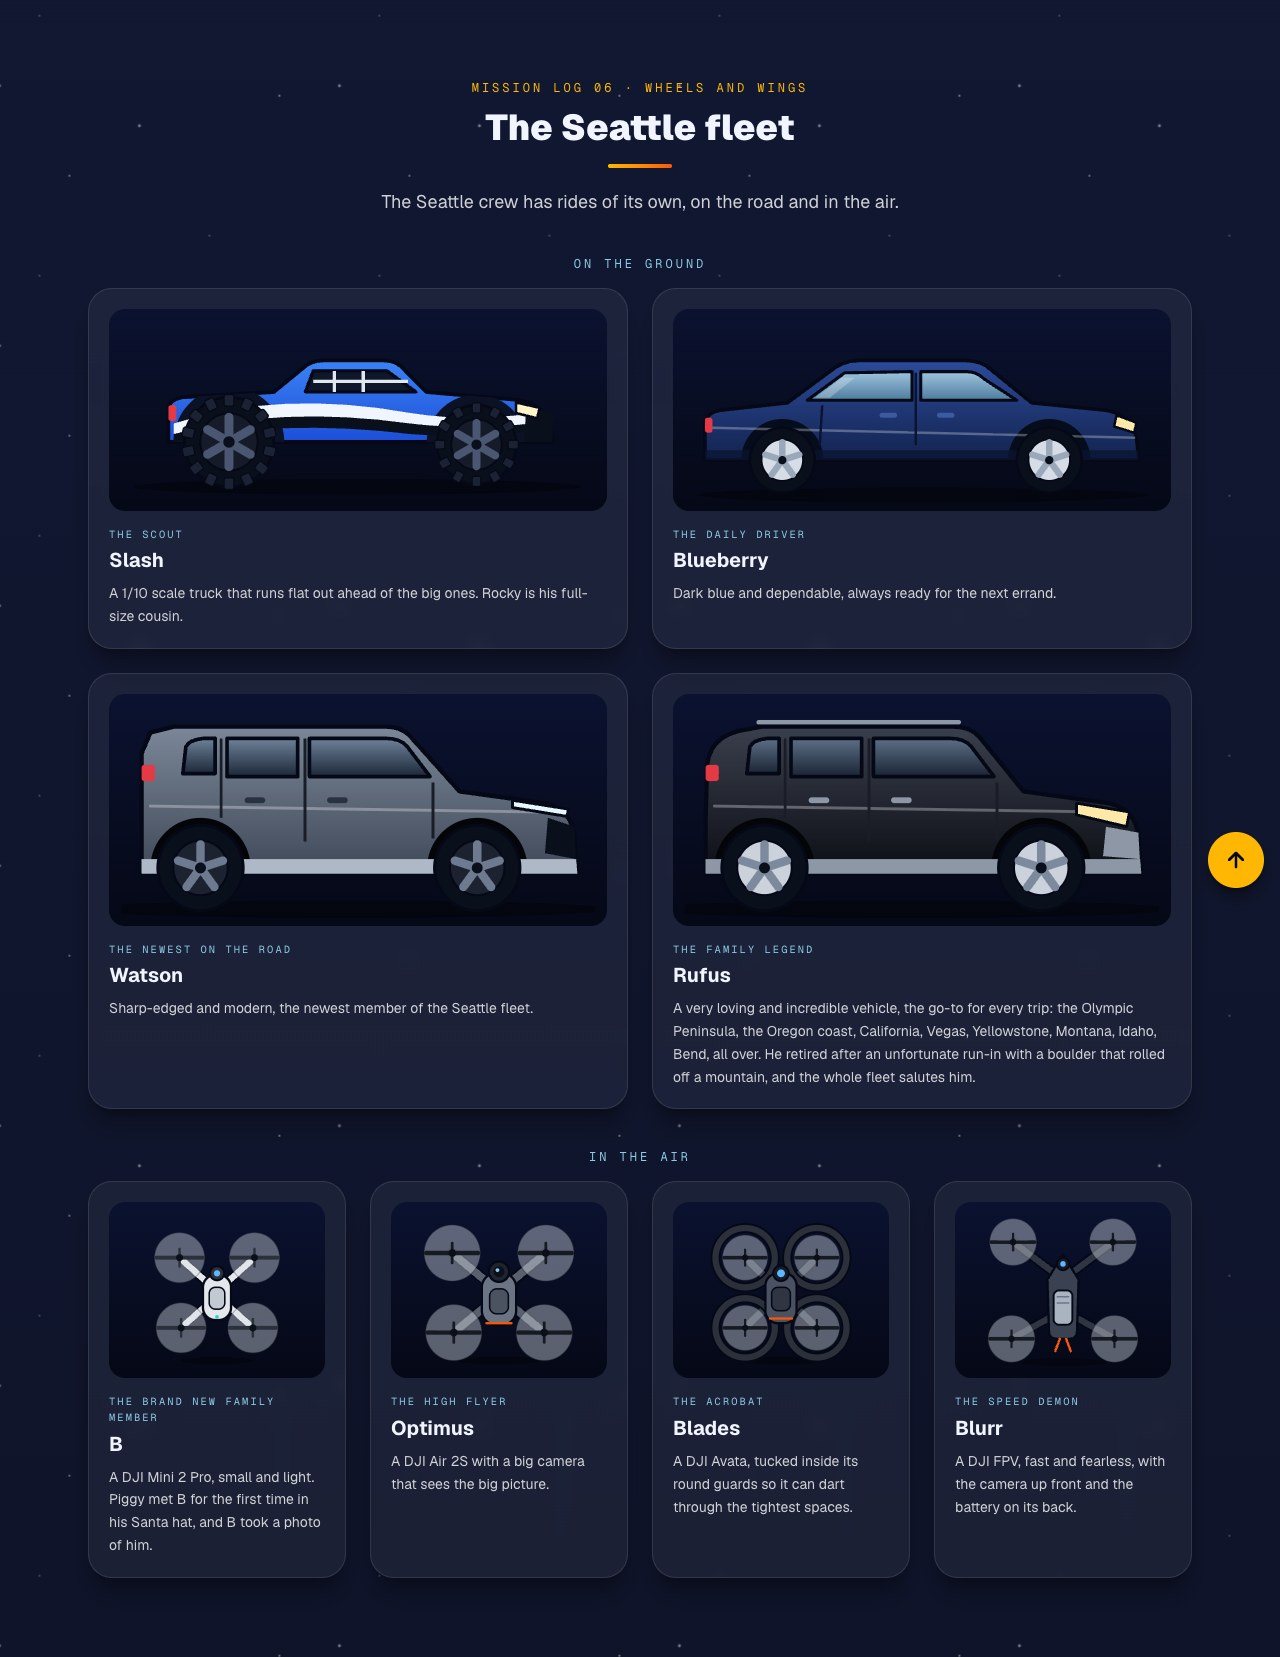 MISSION LOG 06 · WHEELS AND WINGS
The Seattle fleet
The Seattle crew has rides of its own, on the road and in the air.
ON THE GROUND
THE SCOUT
Slash
A 1/10 scale truck that runs flat out ahead of the big ones. Rocky is his full-
size cousin.
THE DAILY DRIVER
Blueberry
Dark blue and dependable, always ready for the next errand.
THE NEWEST ON THE ROAD
Watson
Sharp-edged and modern, the newest member of the Seattle fleet.
THE FAMILY LEGEND
Rufus
A very loving and incredible vehicle, the go-to for every trip: the Olympic
Peninsula, the Oregon coast, California, Vegas, Yellowstone, Montana, Idaho,
Bend, all over. He retired after an unfortunate run-in with a boulder that rolled
off a mountain, and the whole fleet salutes him.
IN THE AIR
THE BRAND NEW FAMILY
MEMBER
B
A DJI Mini 2 Pro, small and light.
Piggy met B for the first time in
his Santa hat, and B took a photo
of him.
THE HIGH FLYER
Optimus
A DJI Air 2S with a big camera
that sees the big picture.
THE ACROBAT
Blades
A DJI Avata, tucked inside its
round guards so it can dart
through the tightest spaces.
THE SPEED DEMON
Blurr
A DJI FPV, fast and fearless, with
the camera up front and the
battery on its back.